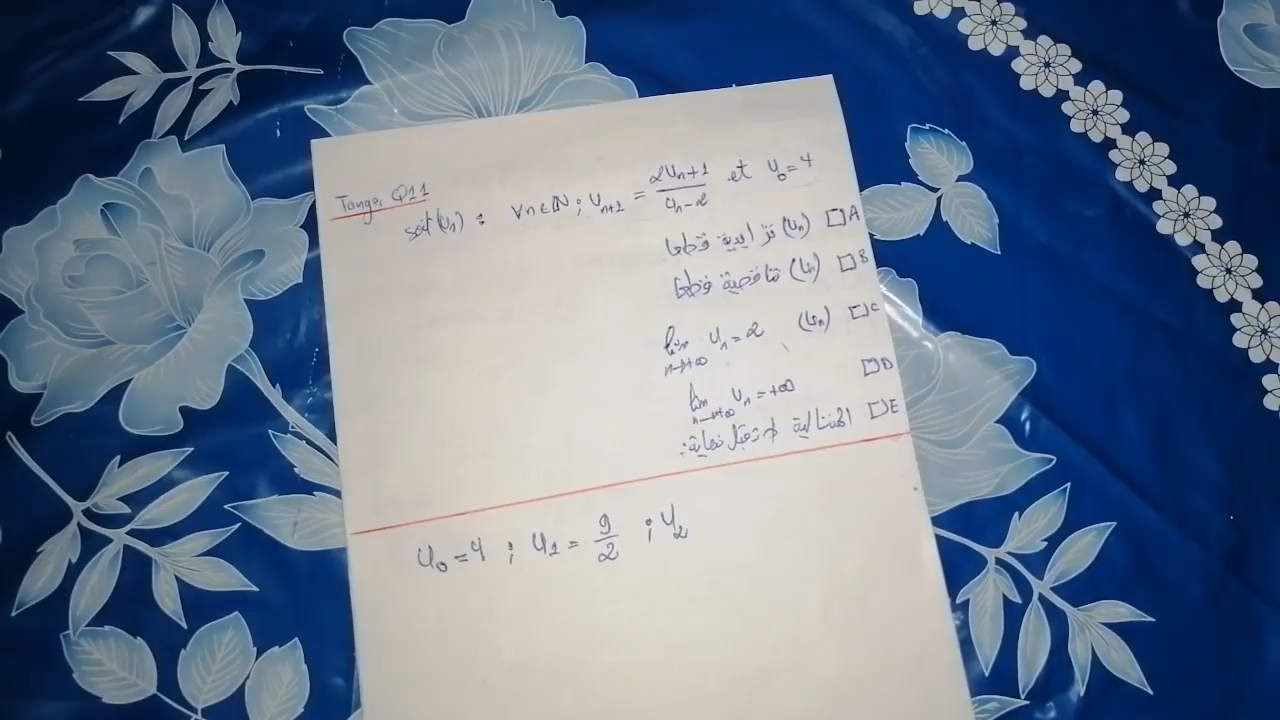 Tanger Q11
soit (Un) : ∀n∈ℕ ; Un+1 = (2Un+1)/(Un-2) et U0=4
□A (Un) تزايدية قطعا
□B (Un) تناقصية قطعا
□C (Un) lim n→+∞ Un = 2
□D lim n→+∞ Un = +∞
□E المتتالية لا تقبل نهاية:
U0 = 4 ; U1 = 9/2 ; U2